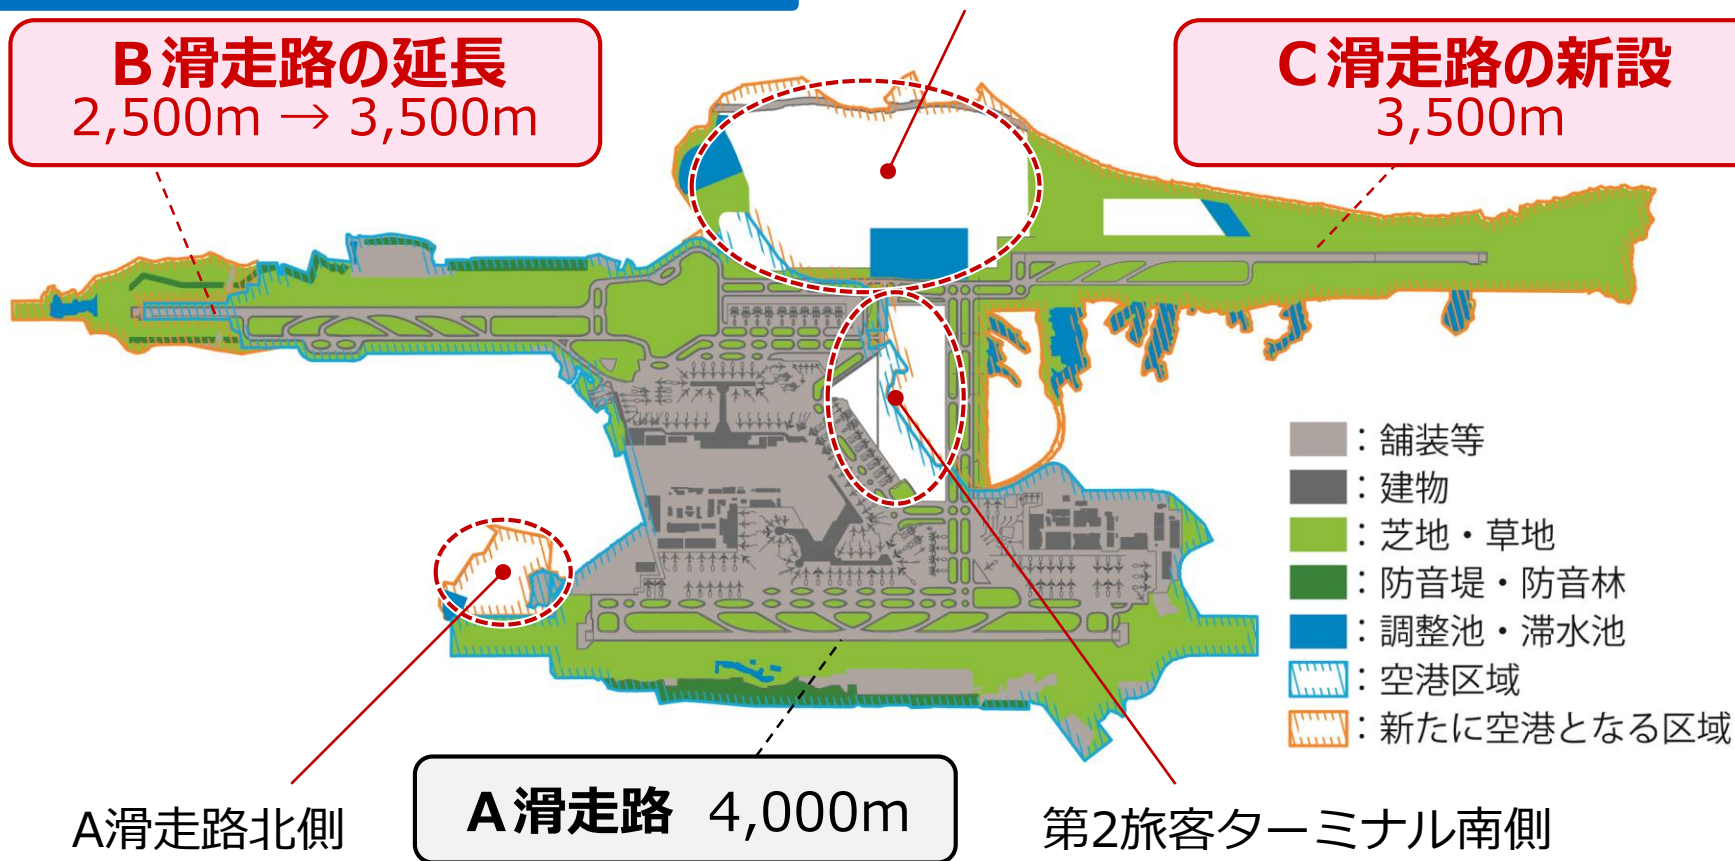 B滑走路の延長
2,500m → 3,500m
C滑走路の新設
3,500m
：舗装等
：建物
：芝地・草地
：防音堤・防音林
：調整池・滞水池
：空港区域
：新たに空港となる区域
A滑走路北側
A滑走路 4,000m
第2旅客ターミナル南側